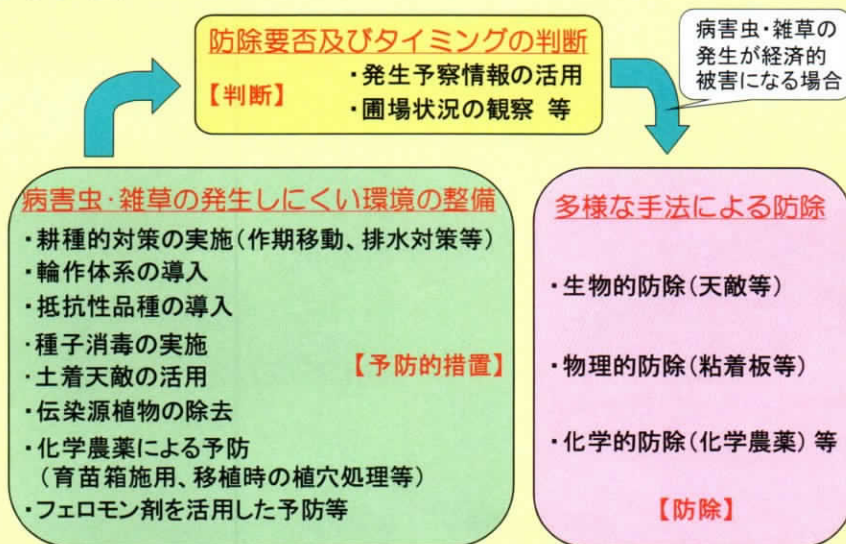 防除要否及びタイミングの判断
【判断】
・発生予察情報の活用
・圃場状況の観察 等
病害虫・雑草の
発生が経済的
被害になる場合
病害虫・雑草の発生しにくい環境の整備
・耕種的対策の実施(作期移動、排水対策等)
・輪作体系の導入
・抵抗性品種の導入
・種子消毒の実施
・土着天敵の活用
・伝染源植物の除去
・化学農薬による予防
(育苗箱施用、移植時の植穴処理等)
・フェロモン剤を活用した予防等
【予防的措置】
多様な手法による防除
・生物的防除(天敵等)
・物理的防除(粘着板等)
・化学的防除(化学農薬) 等
【防除】